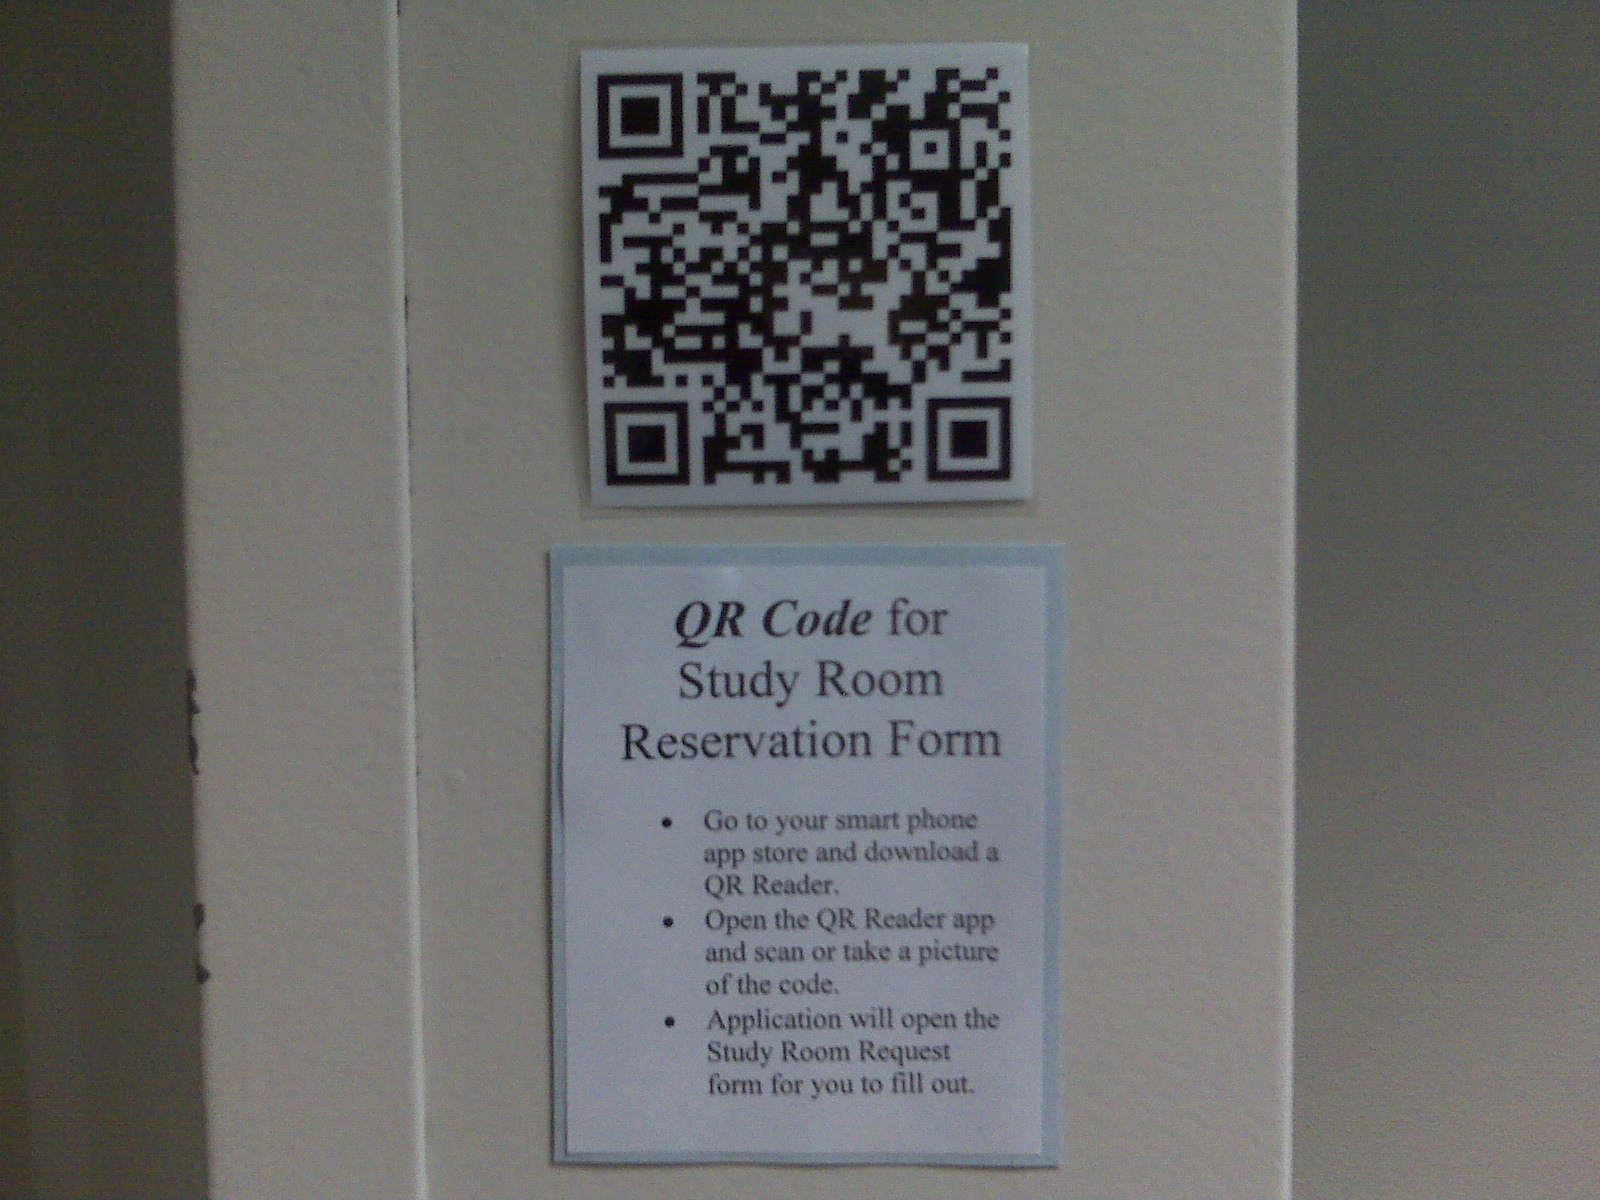 QR Code for
Study Room
Reservation Form
• Go to your smart phone
app store and download a
QR Reader.
• Open the QR Reader app
and scan or take a picture
of the code.
• Application will open the
Study Room Request
form for you to fill out.